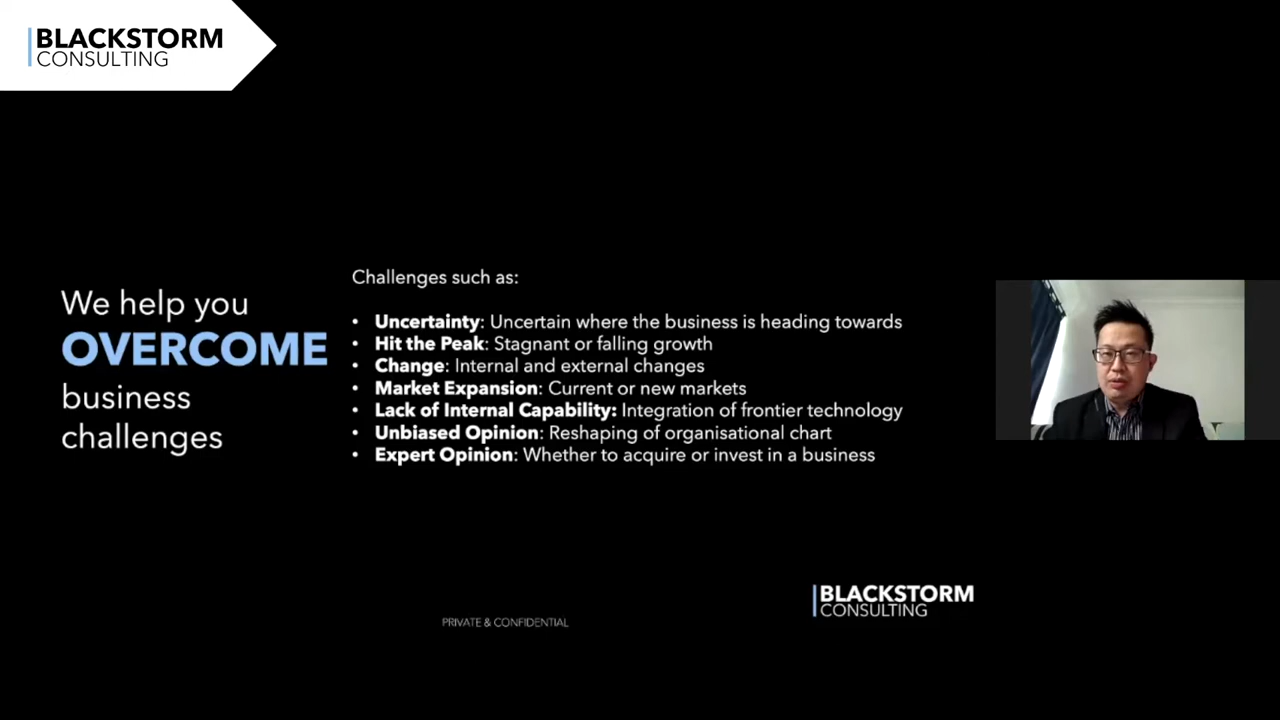 BLACKSTORM
CONSULTING
We help you
OVERCOME
business
challenges
Challenges such as:
• Uncertainty: Uncertain where the business is heading towards
• Hit the Peak: Stagnant or falling growth
• Change: Internal and external changes
• Market Expansion: Current or new markets
• Lack of Internal Capability: Integration of frontier technology
• Unbiased Opinion: Reshaping of organisational chart
• Expert Opinion: Whether to acquire or invest in a business
BLACKSTORM
CONSULTING
PRIVATE & CONFIDENTIAL